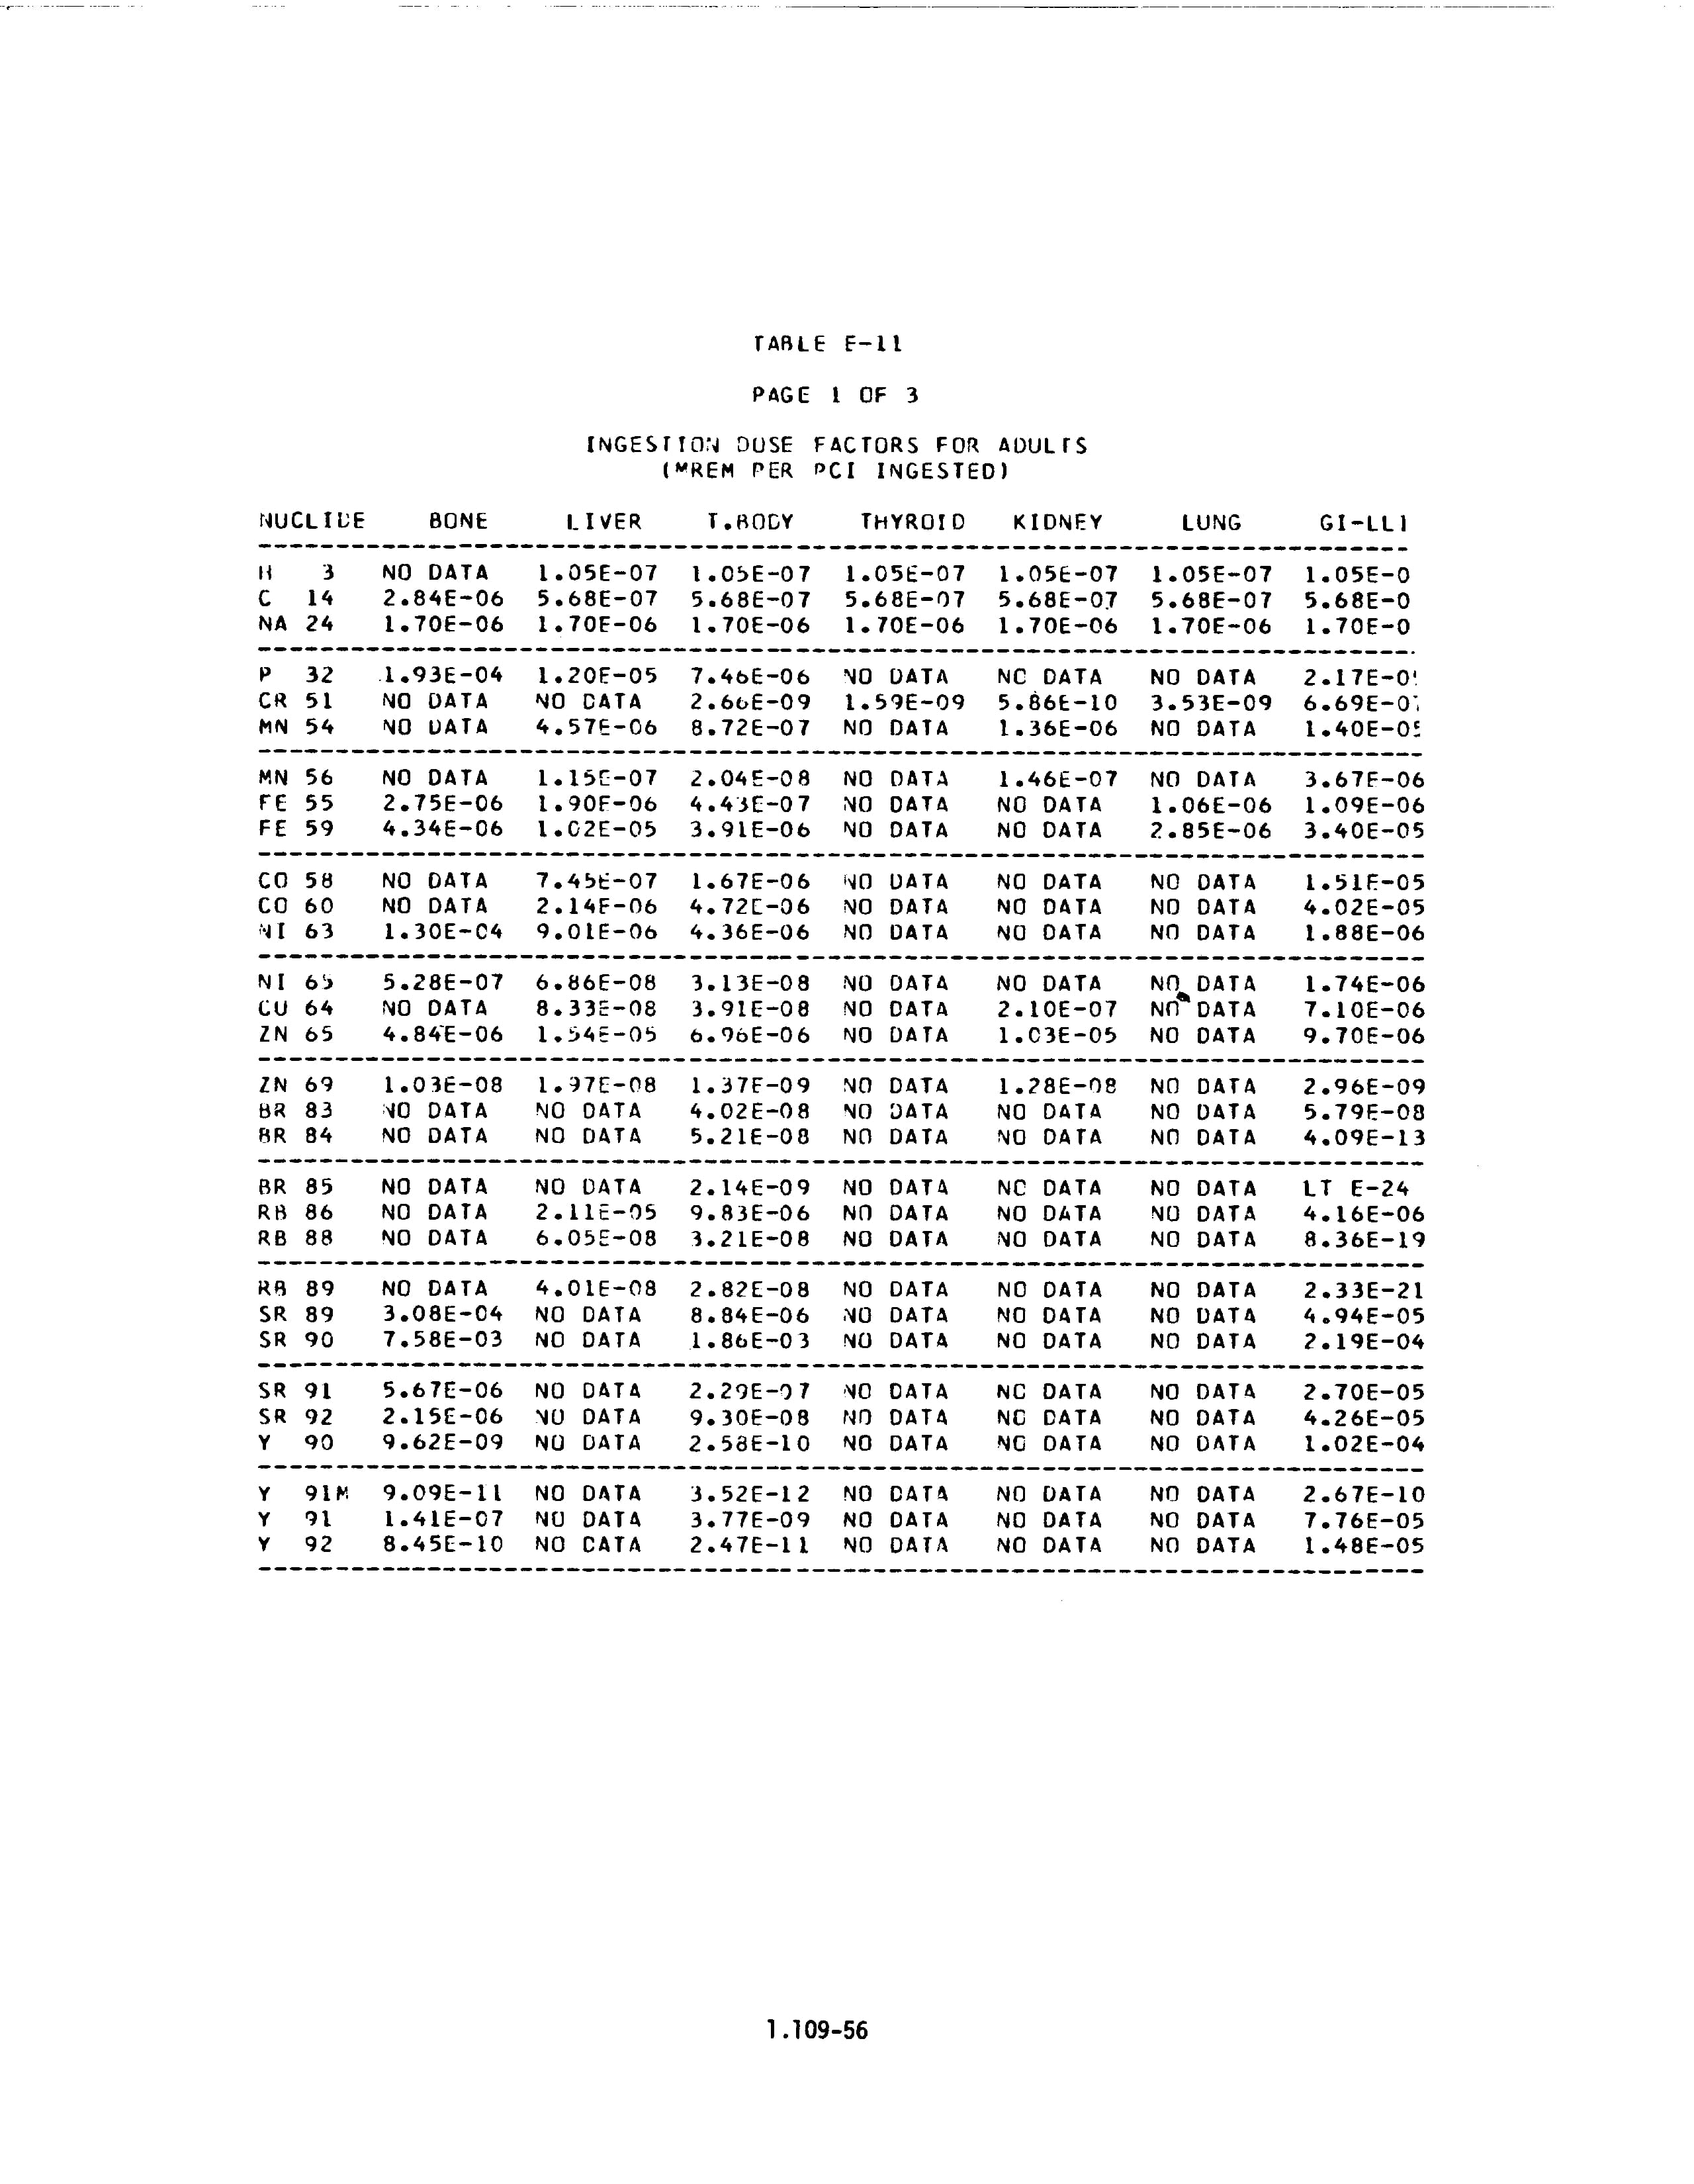 TABLE E-11
PAGE 1 OF 3
INGESTION DOSE FACTORS FOR ADULTS
(MREM PER PCI INGESTED)
NUCLIDE BONE LIVER T.BODY THYROID KIDNEY LUNG GI-LLI
H 3 NO DATA 1.05E-07 1.05E-07 1.05E-07 1.05E-07 1.05E-07 1.05E-0
C 14 2.84E-06 5.68E-07 5.68E-07 5.68E-07 5.68E-07 5.68E-07 5.68E-0
NA 24 1.70E-06 1.70E-06 1.70E-06 1.70E-06 1.70E-06 1.70E-06 1.70E-0
P 32 1.93E-04 1.20E-05 7.46E-06 NO DATA NO DATA NO DATA 2.17E-0
CR 51 NO DATA NO DATA 2.66E-09 1.59E-09 5.86E-10 3.53E-09 6.69E-0
MN 54 NO DATA 4.57E-06 8.72E-07 NO DATA 1.36E-06 NO DATA 1.40E-0
MN 56 NO DATA 1.15E-07 2.04E-08 NO DATA 1.46E-07 NO DATA 3.67E-06
FE 55 2.75E-06 1.90E-06 4.43E-07 NO DATA NO DATA 1.06E-06 1.09E-06
FE 59 4.34E-06 1.02E-05 3.91E-06 NO DATA NO DATA 2.85E-06 3.40E-05
CO 58 NO DATA 7.45E-07 1.67E-06 NO DATA NO DATA NO DATA 1.51E-05
CO 60 NO DATA 2.14E-06 4.72E-06 NO DATA NO DATA NO DATA 4.02E-05
NI 63 1.30E-04 9.01E-06 4.36E-06 NO DATA NO DATA NO DATA 1.88E-06
NI 65 5.28E-07 6.86E-08 3.13E-08 NO DATA NO DATA NO DATA 1.74E-06
CU 64 NO DATA 8.33E-08 3.91E-08 NO DATA 2.10E-07 NO DATA 7.10E-06
ZN 65 4.84E-06 1.54E-05 6.96E-06 NO DATA 1.03E-05 NO DATA 9.70E-06
ZN 69 1.03E-08 1.97E-08 1.37E-09 NO DATA 1.28E-08 NO DATA 2.96E-09
BR 83 NO DATA NO DATA 4.02E-08 NO DATA NO DATA NO DATA 5.79E-08
BR 84 NO DATA NO DATA 5.21E-08 NO DATA NO DATA NO DATA 4.09E-13
BR 85 NO DATA NO DATA 2.14E-09 NO DATA NO DATA NO DATA LT E-24
RB 86 NO DATA 2.11E-05 9.83E-06 NO DATA NO DATA NO DATA 4.16E-06
RB 88 NO DATA 6.05E-08 3.21E-08 NO DATA NO DATA NO DATA 8.36E-19
RB 89 NO DATA 4.01E-08 2.82E-08 NO DATA NO DATA NO DATA 2.33E-21
SR 89 3.08E-04 NO DATA 8.84E-06 NO DATA NO DATA NO DATA 4.94E-05
SR 90 7.58E-03 NO DATA 1.86E-03 NO DATA NO DATA NO DATA 2.19E-04
SR 91 5.67E-06 NO DATA 2.29E-07 NO DATA NO DATA NO DATA 2.70E-05
SR 92 2.15E-06 NO DATA 9.30E-08 NO DATA NO DATA NO DATA 4.26E-05
Y 90 9.62E-09 NO DATA 2.58E-10 NO DATA NO DATA NO DATA 1.02E-04
Y 91M 9.09E-11 NO DATA 3.52E-12 NO DATA NO DATA NO DATA 2.67E-10
Y 91 1.41E-07 NO DATA 3.77E-09 NO DATA NO DATA NO DATA 7.76E-05
Y 92 8.45E-10 NO DATA 2.47E-11 NO DATA NO DATA NO DATA 1.48E-05
1.109-56